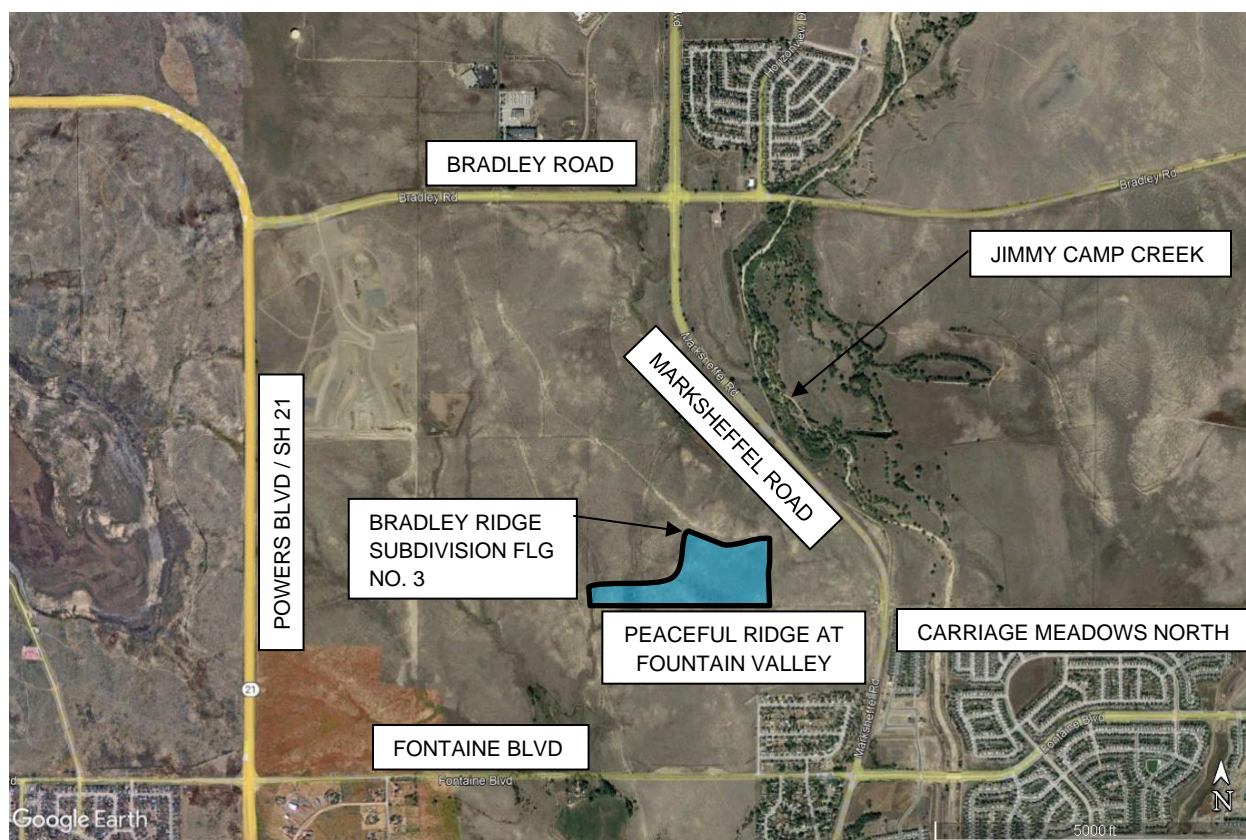 Horizonview D
BRADLEY ROAD
Bradley Rd
Bradley Rd
JIMMY CAMP CREEK
Marksheffel Rd
MARKSHEFFEL ROAD
POWERS BLVD / SH 21
BRADLEY RIDGE
SUBDIVISION FLG
NO. 3
PEACEFUL RIDGE AT
FOUNTAIN VALLEY
CARRIAGE MEADOWS NORTH
21
Marksheffel Rd
FONTAINE BLVD
Fontaine Blvd
Fontaine Blvd
N
Google Earth
5000 ft